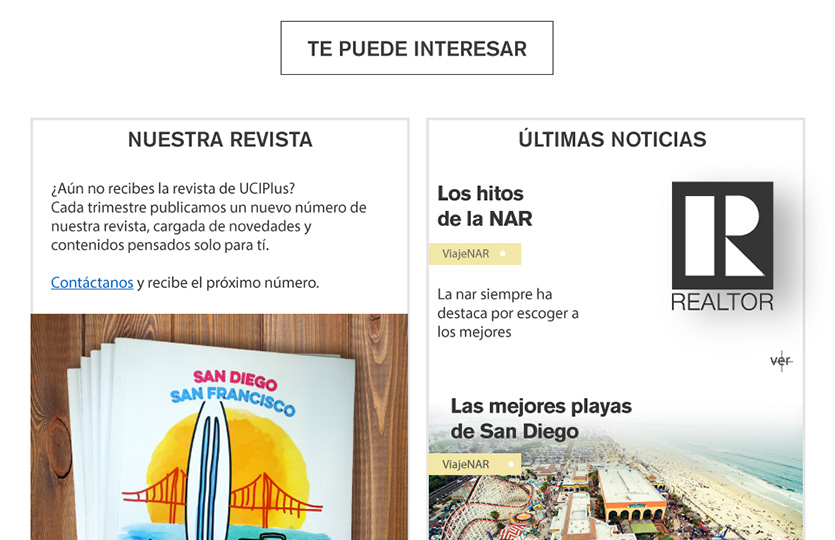 TE PUEDE INTERESAR
NUESTRA REVISTA
¿Aún no recibes la revista de UCIPlus?
Cada trimestre publicamos un nuevo número de
nuestra revista, cargada de novedades y
contenidos pensados solo para tí.
Contáctanos y recibe el próximo número.
SAN DIEGO
SAN FRANCISCO
ÚLTIMAS NOTICIAS
Los hitos
de la NAR
ViajeNAR
La nar siempre ha
destaca por escoger a
los mejores
R
REALTOR
ver
Las mejores playas
de San Diego
ViajeNAR